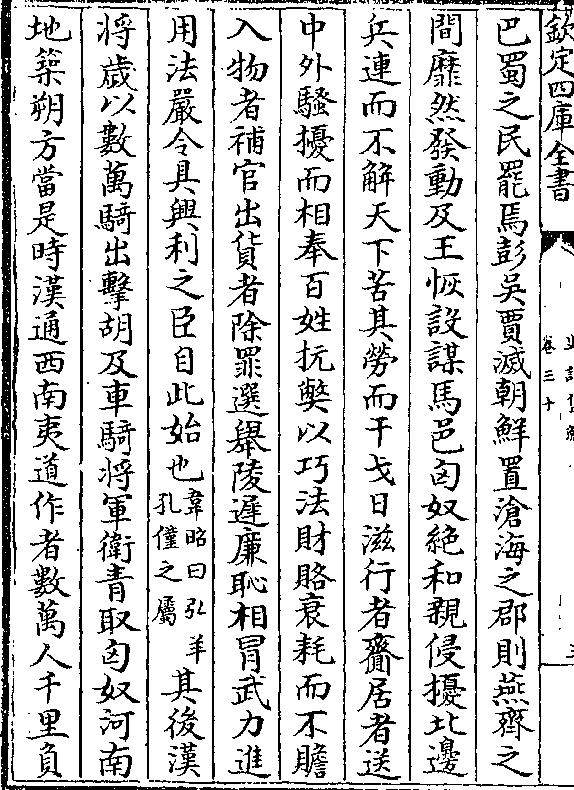 欽定四庫全書
卷三十
巴蜀之民罷焉彭吳賈滅朝鮮置滄海之郡則燕齊之
間靡然發動及王恢設謀馬邑匈奴絶和親侵擾北邊
兵連而不解天下苦其勞而干戈日滋行者齎居者送
中外騷擾而相奉百姓抏弊以巧法財賂衰耗而不贍
入物者補官出貨者除罪選舉陵遲廉恥相冒武力進
用法嚴令具興利之臣自此始也韋昭曰弘羊孔僅之屬其後漢
將歲以數萬騎出擊胡及車騎將軍衛青取匈奴河南
地築朔方當是時漢通西南夷道作者數萬人千里負